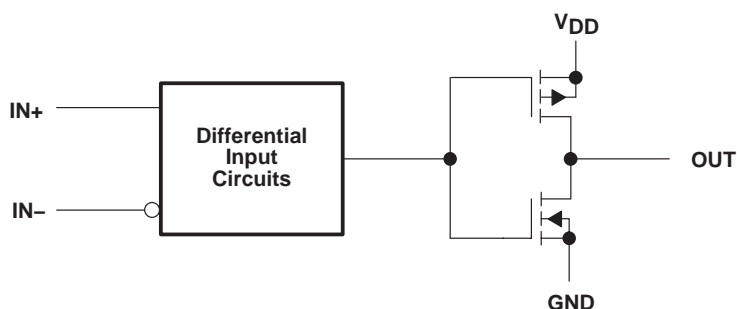 VDD
IN+
Differential
Input
Circuits
OUT
IN−
GND